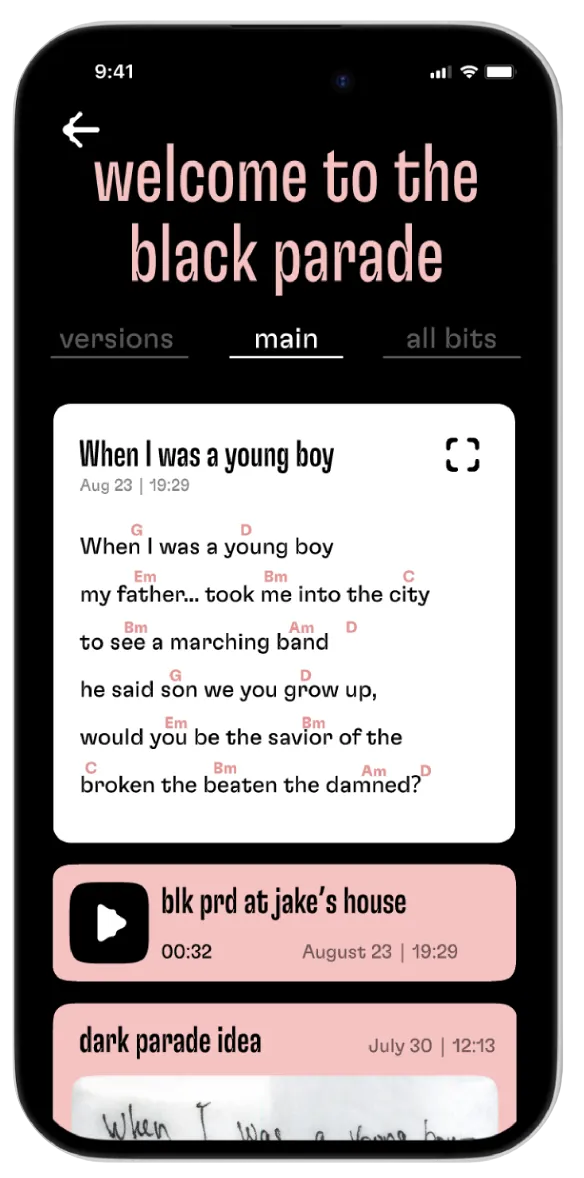 9:41
welcome to the
black parade
versions main all bits
When I was a young boy
Aug 23 | 19:29
G D
When I was a young boy
Em Bm C
my father... took me into the city
Bm Am D
to see a marching band
G D
he said son we you grow up,
Em Bm
would you be the savior of the
C Bm Am D
broken the beaten the damned?
blk prd at jake's house
00:32 August 23 | 19:29
dark parade idea July 30 | 12:13
When I was a young boy